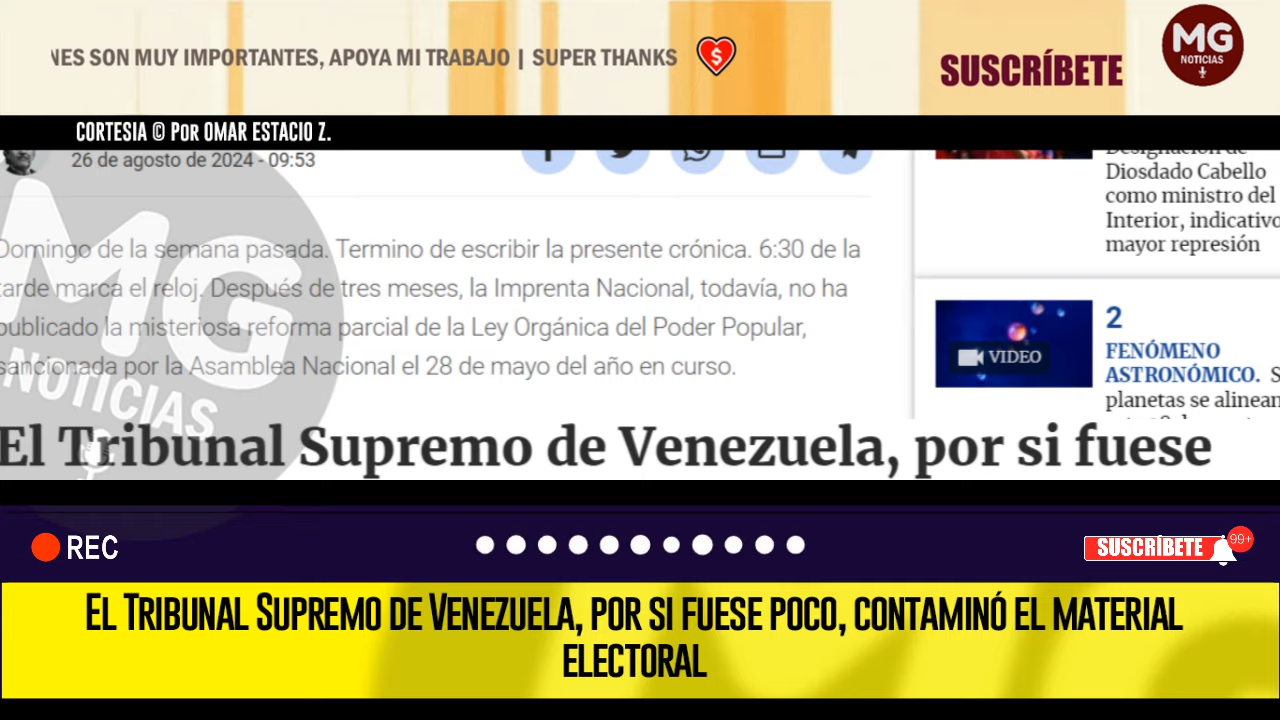 NES SON MUY IMPORTANTES, APOYA MI TRABAJO | SUPER THANKS
$
SUSCRÍBETE
MG
NOTICIAS
CORTESIA © POR OMAR ESTACIO Z.
26 de agosto de 2024 - 09:53
Domingo de la semana pasada. Termino de escribir la presente crónica. 6:30 de la
tarde marca el reloj. Después de tres meses, la Imprenta Nacional, todavía, no ha
publicado la misteriosa reforma parcial de la Ley Orgánica del Poder Popular,
sancionada por la Asamblea Nacional el 28 de mayo del año en curso.
Designación de
Diosdado Cabello
como ministro del
Interior, indicativo
mayor represión
VIDEO
2
FENÓMENO
ASTRONÓMICO. S
planetas se alinean
MG
NOTICIAS
El Tribunal Supremo de Venezuela, por si fuese
REC
SUSCRÍBETE
99+
EL TRIBUNAL SUPREMO DE VENEZUELA, POR SI FUESE POCO, CONTAMINÓ EL MATERIAL
ELECTORAL